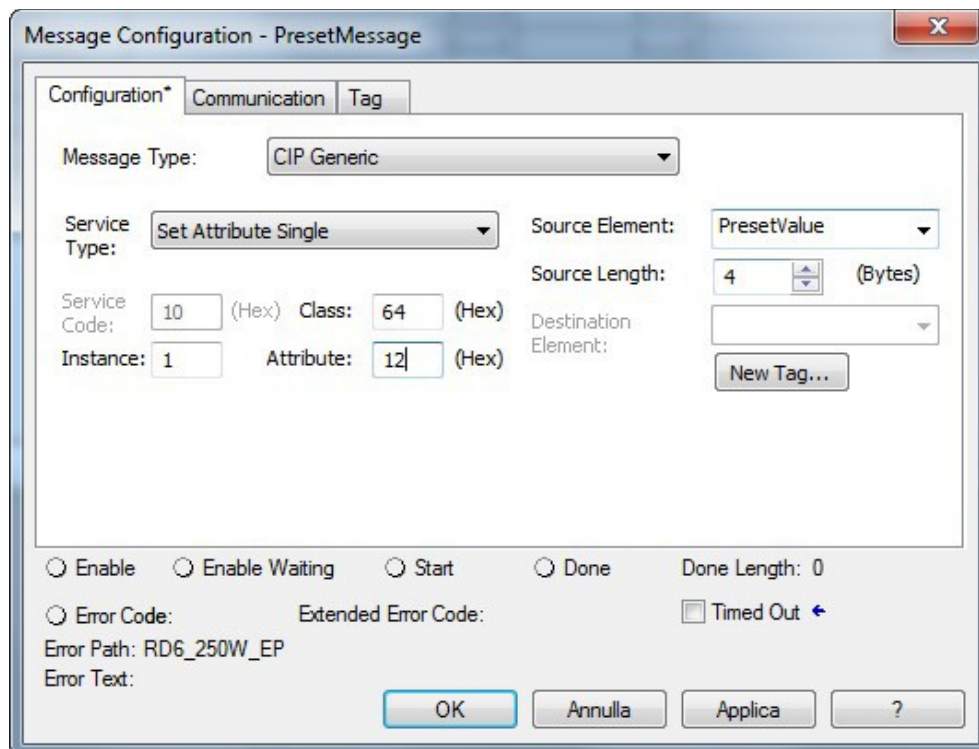 Message Configuration - PresetMessage
X
Configuration* Communication Tag
Message Type: CIP Generic
Service Type: Set Attribute Single
Source Element: PresetValue
Source Length: 4 (Bytes)
Service Code: 10 (Hex) Class: 64 (Hex)
Destination Element:
Instance: 1 Attribute: 12 (Hex)
New Tag...
Enable Enable Waiting Start Done Done Length: 0
Error Code: Extended Error Code: Timed Out
Error Path: RD6_250W_EP
Error Text:
OK Annulla Applica ?